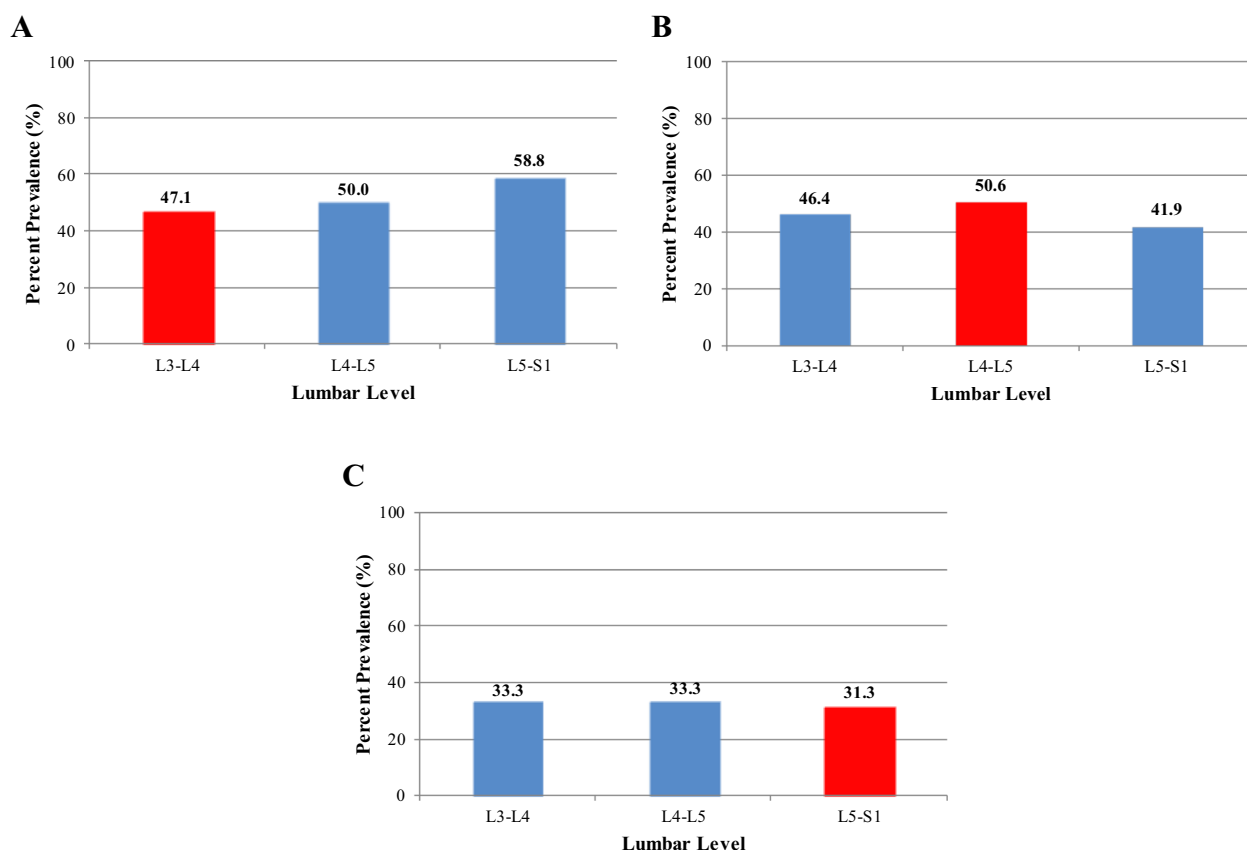 A
Percent Prevalence (%)
100
80
60
40
20
0
47.1
50.0
58.8
L3-L4 L4-L5 L5-S1
Lumbar Level
B
Percent Prevalence (%)
100
80
60
40
20
0
46.4
50.6
41.9
L3-L4 L4-L5 L5-S1
Lumbar Level
C
Percent Prevalence (%)
100
80
60
40
20
0
33.3
33.3
31.3
L3-L4 L4-L5 L5-S1
Lumbar Level